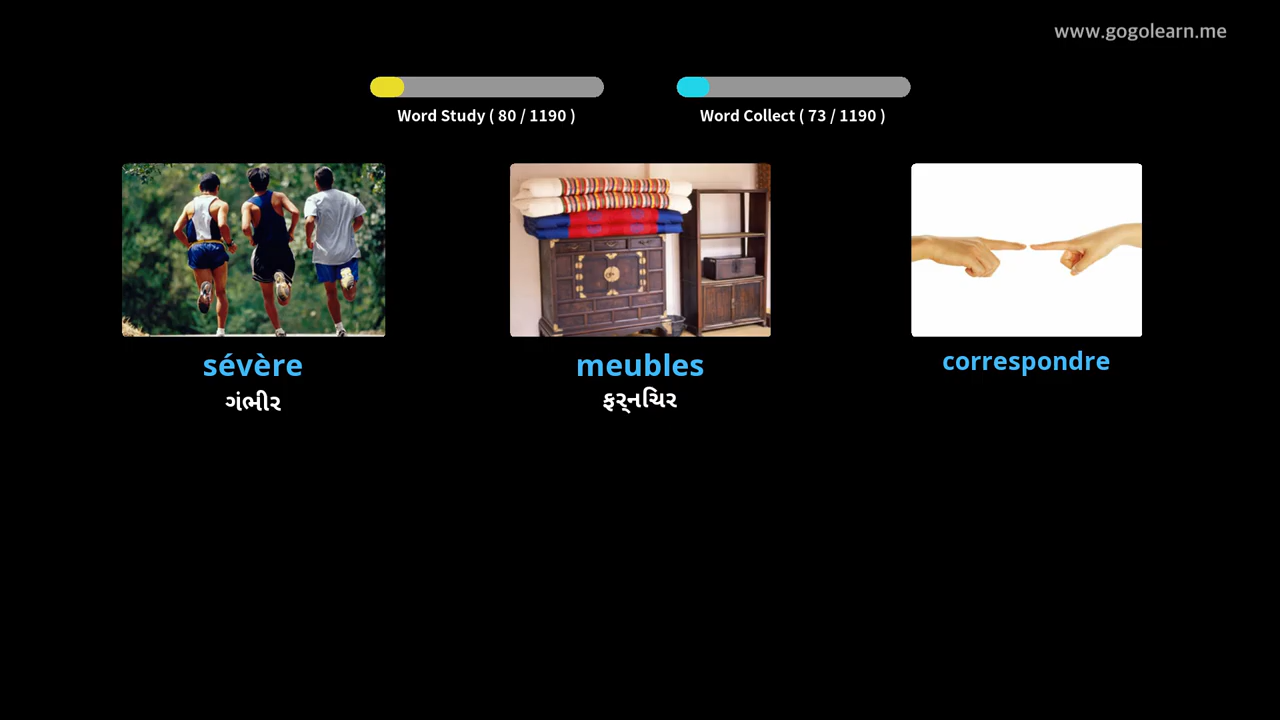 www.gogolearn.me
Word Study ( 80 / 1190 )
Word Collect ( 73 / 1190 )
sévère
meubles
correspondre
ગંભીર
ફર્નિચર